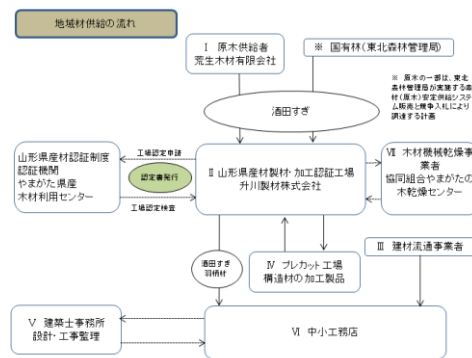 地域材供給の流れ
Ⅰ 原木供給者
荒生木材有限会社
※ 国有林(東北森林管理局)
※ 原木の一部は、東北
森林管理局が実施する素
材(原木)安定供給システ
ム販売と競争入札により
調達する計画
酒田すぎ
工場認定申請
山形県産材認証制度
認証機関
やまがた県産
木材利用センター
認定書発行
工場認定検査
Ⅱ 山形県産材製材・加工認証工場
升川製材株式会社
Ⅶ 木材機械乾燥事
業者
協同組合やまがたの
木乾燥センター
酒田すぎ
羽柄材
Ⅳ プレカット工場
構造材の加工製品
Ⅲ 建材流通事業者
Ⅴ 建築士事務所
設計・工事監理
Ⅵ 中小工務店